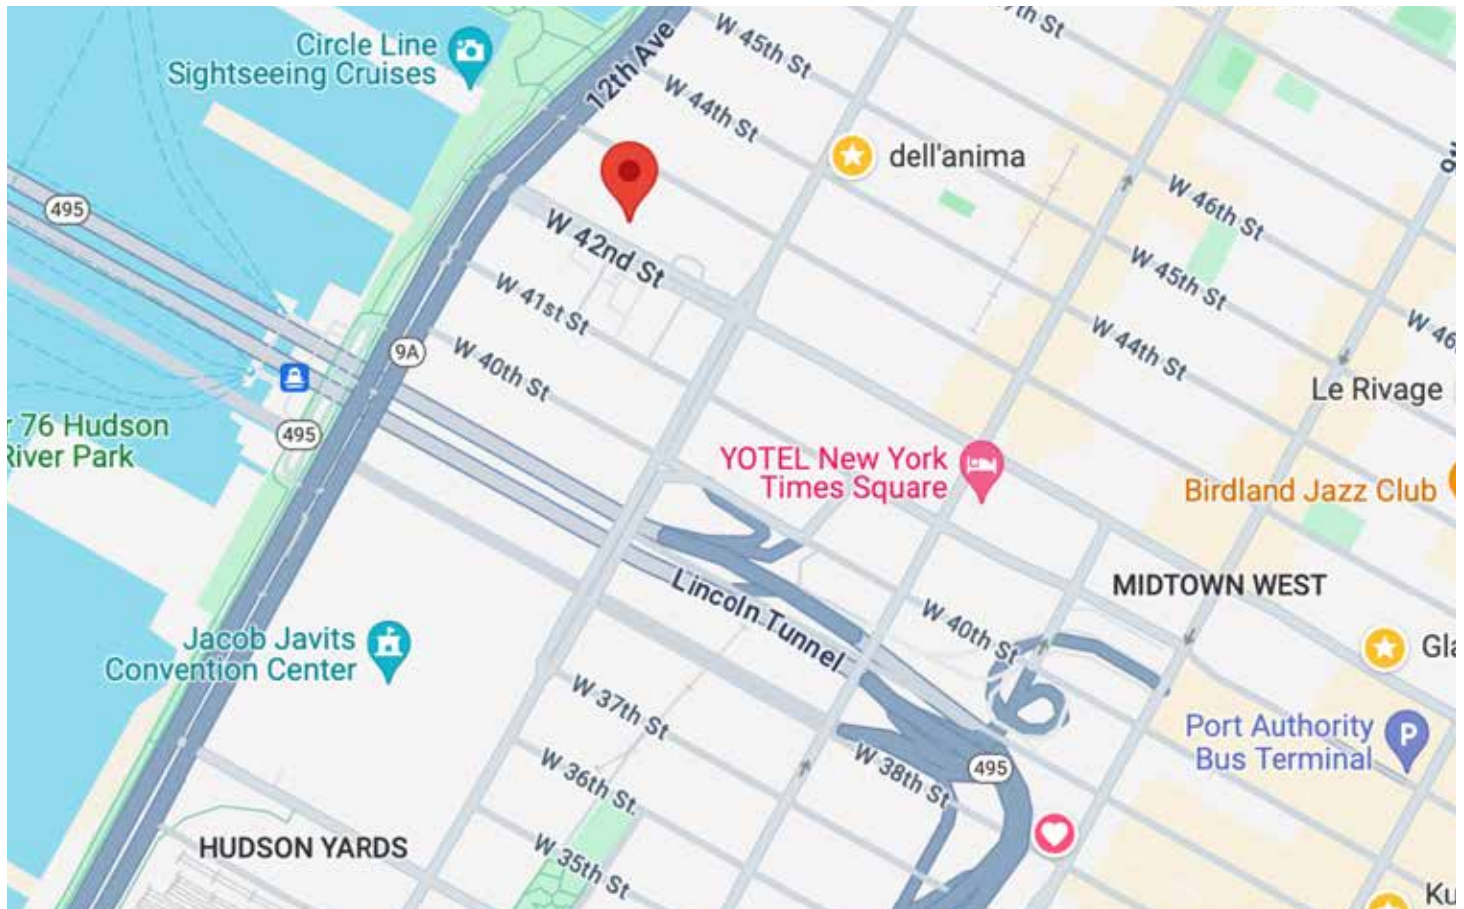 Circle Line
Sightseeing Cruises
12th Ave
W 45th St
W 44th St
dell'anima
W 46th St
W 45th St
W 44th St
W 46
495
W 42nd St
W 41st St
W 40th St
9A
495
76 Hudson
River Park
Le Rivage
YOTEL New York
Times Square
Birdland Jazz Club
MIDTOWN WEST
Lincoln Tunnel
W 40th St
Jacob Javits
Convention Center
W 37th St
W 36th St.
W 35th St
W 38th St
495
Port Authority
Bus Terminal
P
Gla
HUDSON YARDS
Ku